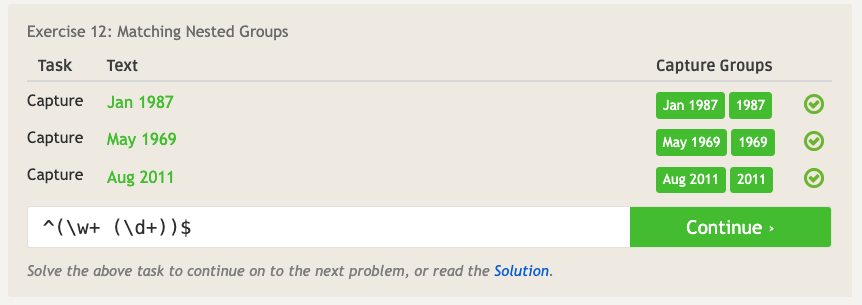 Exercise 12: Matching Nested Groups
Task Text Capture Groups
Capture Jan 1987 Jan 1987 1987
Capture May 1969 May 1969 1969
Capture Aug 2011 Aug 2011 2011
^(\w+ (\d+))$ Continue ›
Solve the above task to continue on to the next problem, or read the Solution.